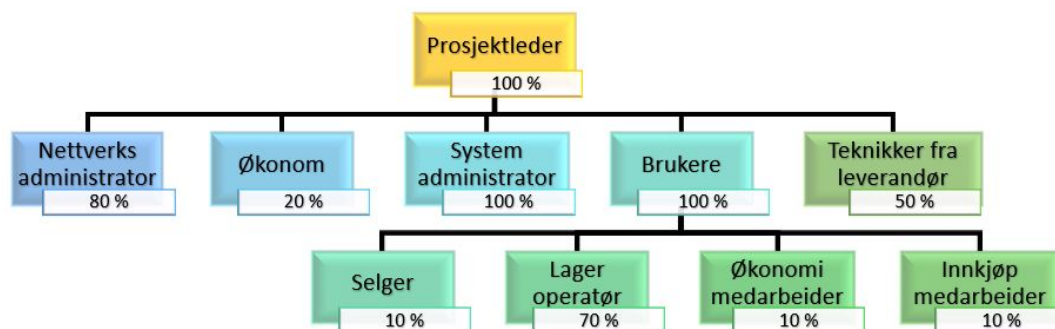 Prosjektleder
100 %
Nettverks
administrator
80 %
Økonom
20 %
System
administrator
100 %
Brukere
100 %
Teknikker fra
leverandør
50 %
Selger
10 %
Lager
operatør
70 %
Økonomi
medarbeider
10 %
Innkjøp
medarbeider
10 %